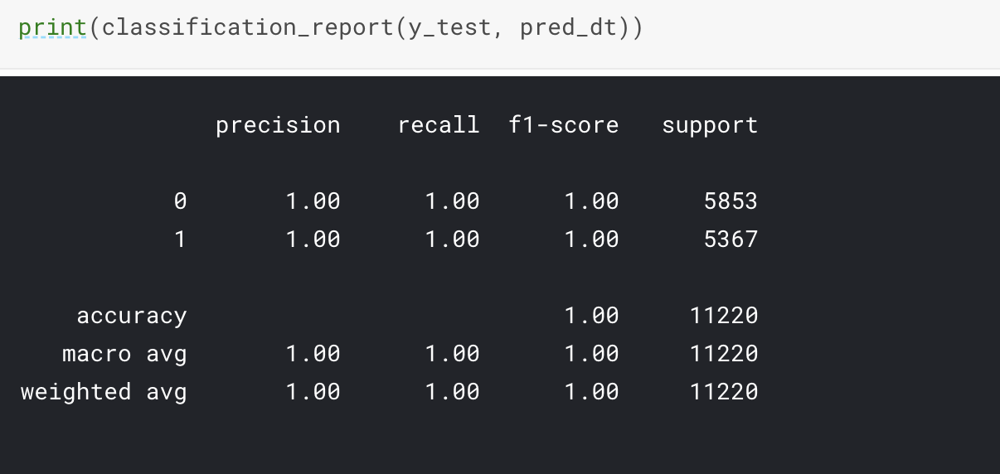 print(classification_report(y_test, pred_dt))
precision recall f1-score support
0 1.00 1.00 1.00 5853
1 1.00 1.00 1.00 5367
accuracy 1.00 11220
macro avg 1.00 1.00 1.00 11220
weighted avg 1.00 1.00 1.00 11220